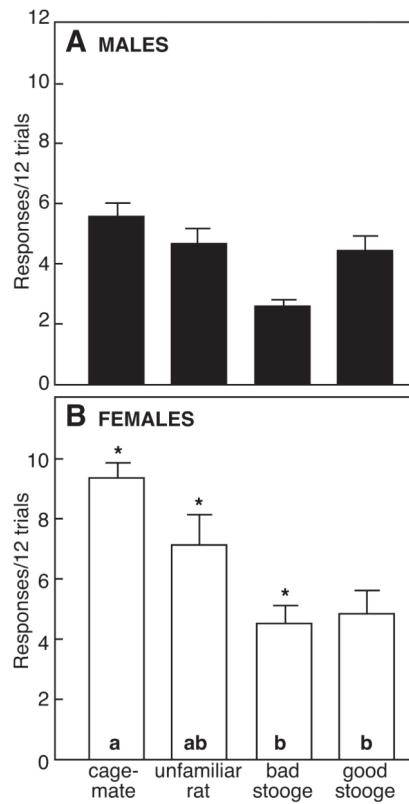 A MALES
12
10
8
6
4
2
0
Responses/12 trials
B FEMALES
10
8
6
4
2
0
Responses/12 trials
*
*
*
a ab b b
cage- unfamiliar bad good
mate rat stooge stooge